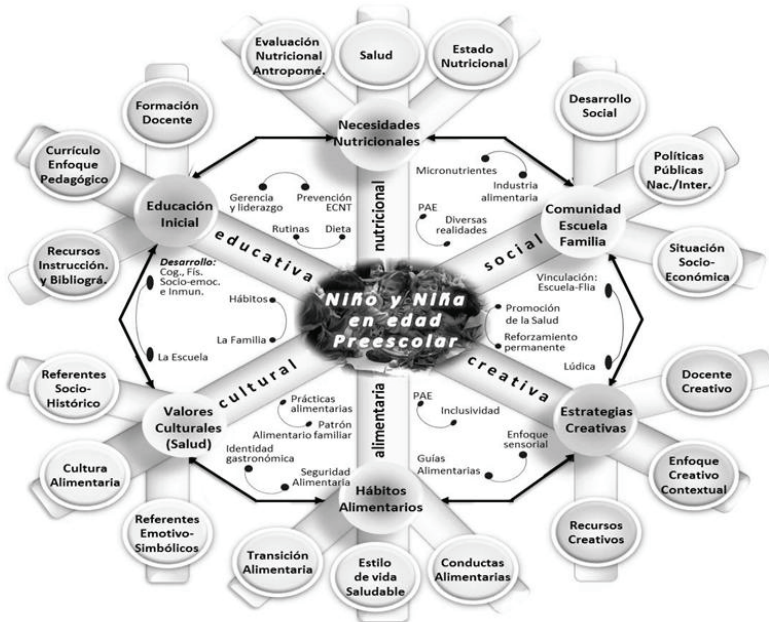 Evaluación
Nutricional
Antropomé.
Salud
Estado
Nutricional
Formación
Docente
Necesidades
Nutricionales
Desarrollo
Social
Currículo
Enfoque
Pedagógico
Políticas
Públicas
Nac./Inter.
Educación
Inicial
Gerencia
y liderazgo
Prevención
ECNT
Rutinas
Dieta
nutricional
Micronutrientes
Industria
alimentaria
PAE
Diversas
realidades
Comunidad
Escuela
Familia
Recursos
Instrucción.
y Bibliográ.
educativa
social
Situación
Socio-
Económica
Desarrollo:
Cog., Fís.
Socio-emoc.
e Inmun.
Hábitos
La Familia
La Escuela
Niño y Niña
en edad
Preescolar
Vinculación:
Escuela-Flia
Promoción
de la Salud
Reforzamiento
permanente
Lúdica
Referentes
Socio-
Histórico
cultural
creativa
Docente
Creativo
Valores
Culturales
(Salud)
Prácticas
alimentarias
Patrón
Alimentario familiar
Identidad
gastronómica
Seguridad
Alimentaria
alimentaria
PAE
Inclusividad
Enfoque
sensorial
Guías
Alimentarias
Estrategias
Creativas
Cultura
Alimentaria
Enfoque
Creativo
Contextual
Hábitos
Alimentarios
Referentes
Emotivo-
Simbólicos
Recursos
Creativos
Transición
Alimentaria
Estilo
de vida
Saludable
Conductas
Alimentarias